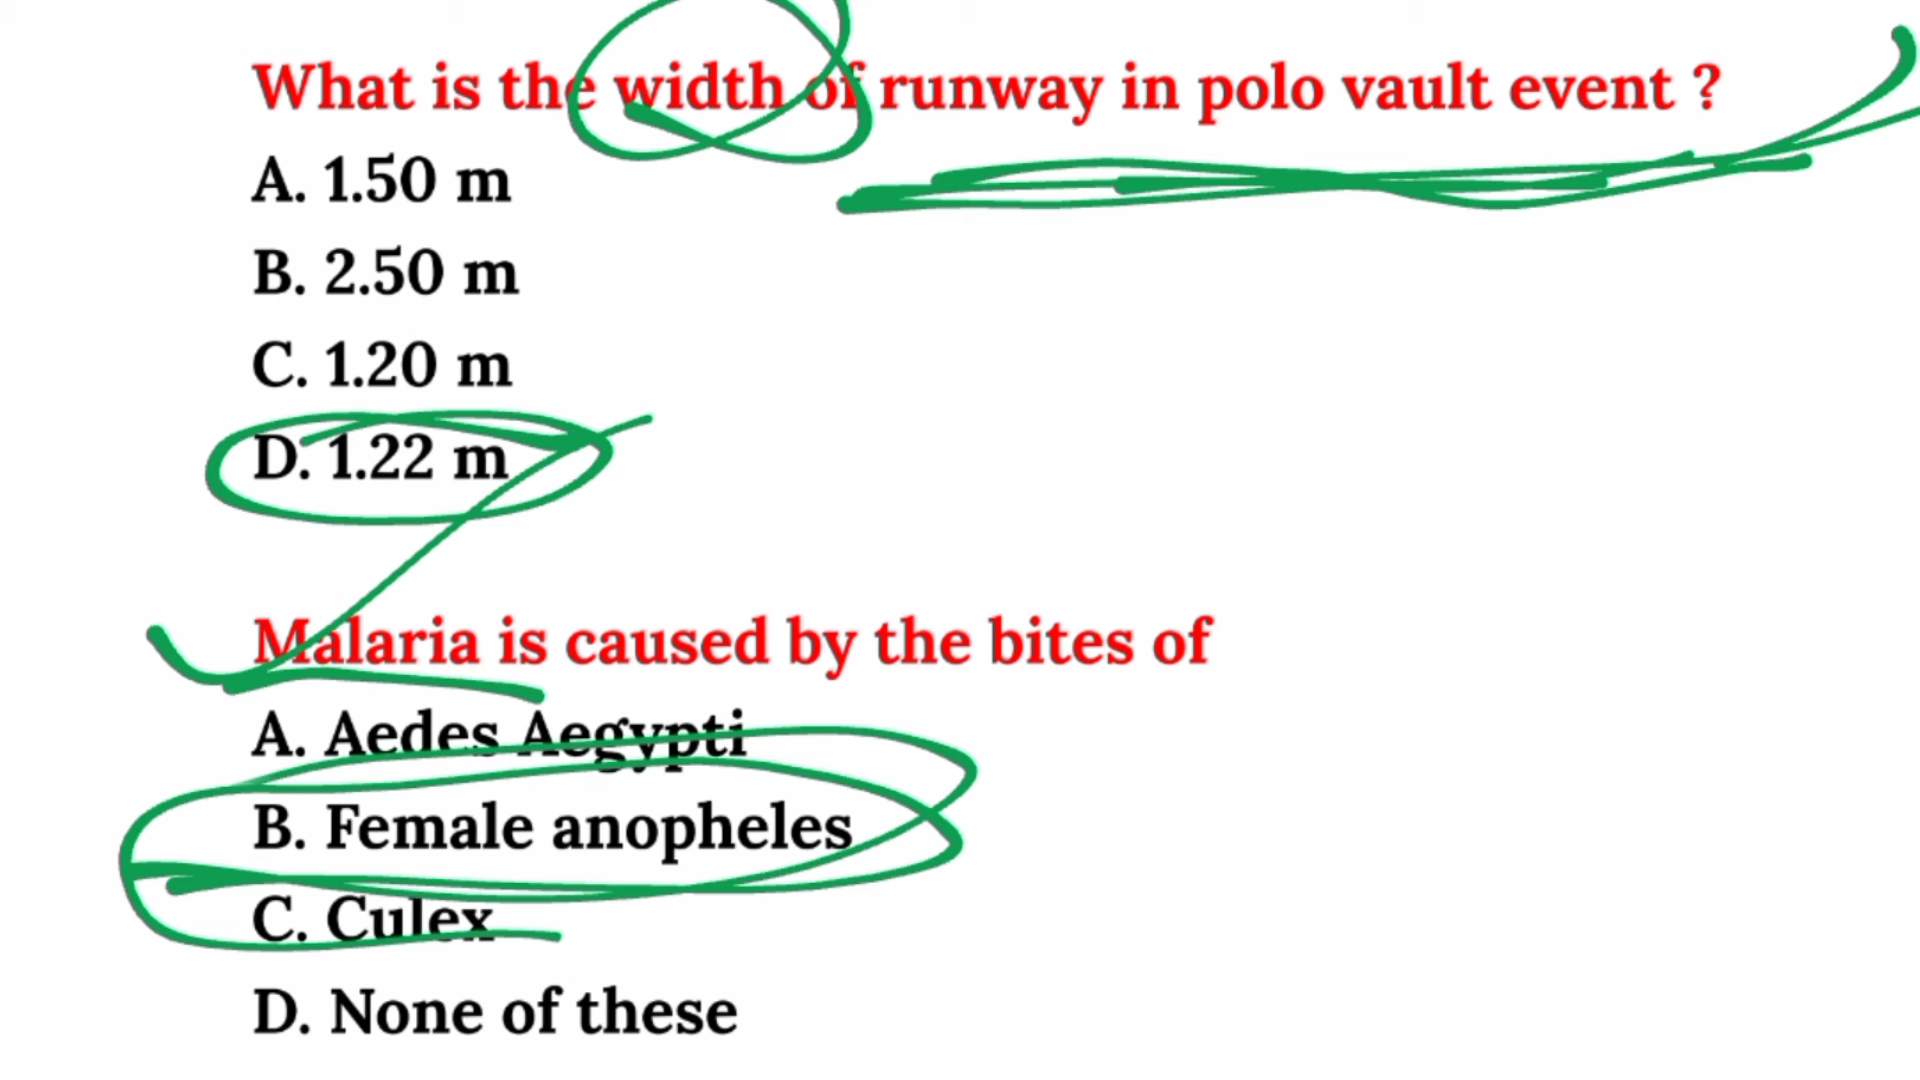 What is the width of runway in polo vault event ?
A. 1.50 m
B. 2.50 m
C. 1.20 m
D. 1.22 m
Malaria is caused by the bites of
A. Aedes Aegypti
B. Female anopheles
C. Culex
D. None of these